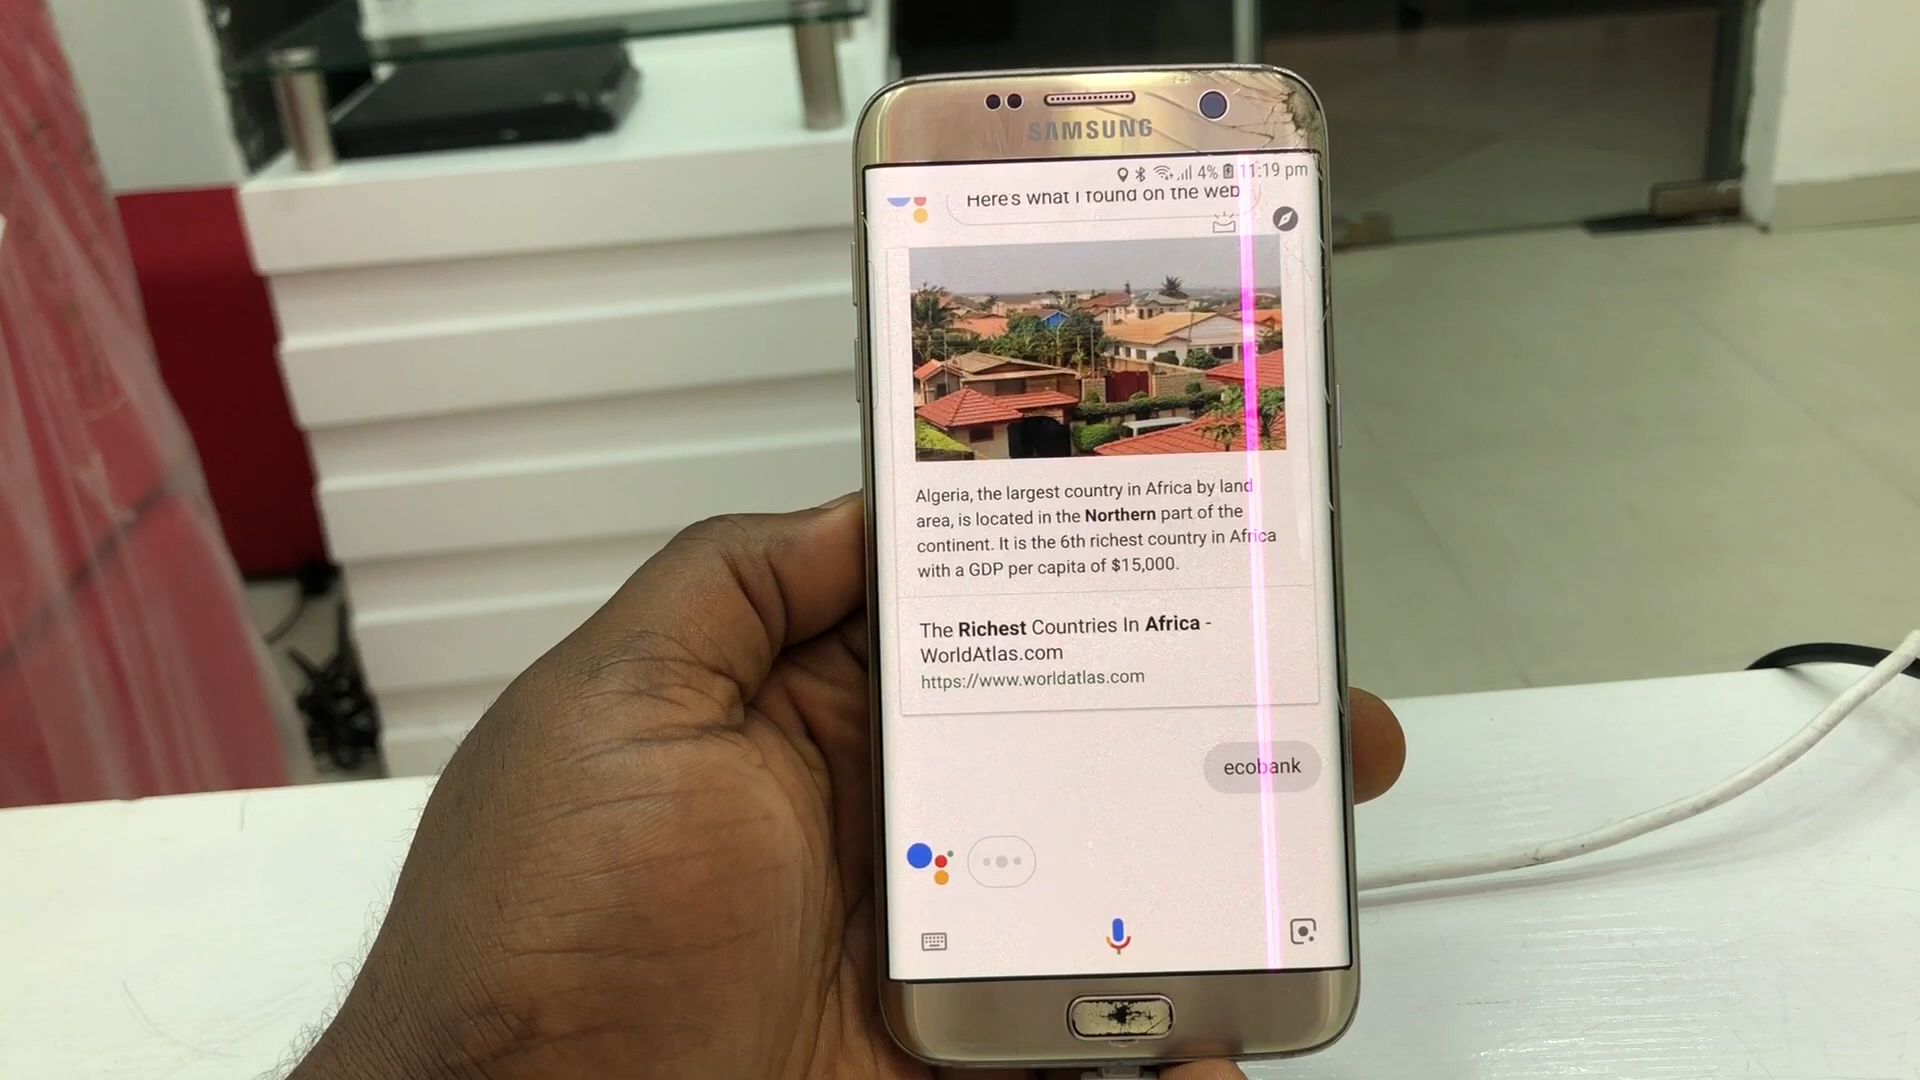 SAMSUNG
4% 11:19 pm
Here's what I found on the web
Algeria, the largest country in Africa by land
area, is located in the Northern part of the
continent. It is the 6th richest country in Africa
with a GDP per capita of $15,000.
The Richest Countries In Africa -
WorldAtlas.com
https://www.worldatlas.com
ecobank